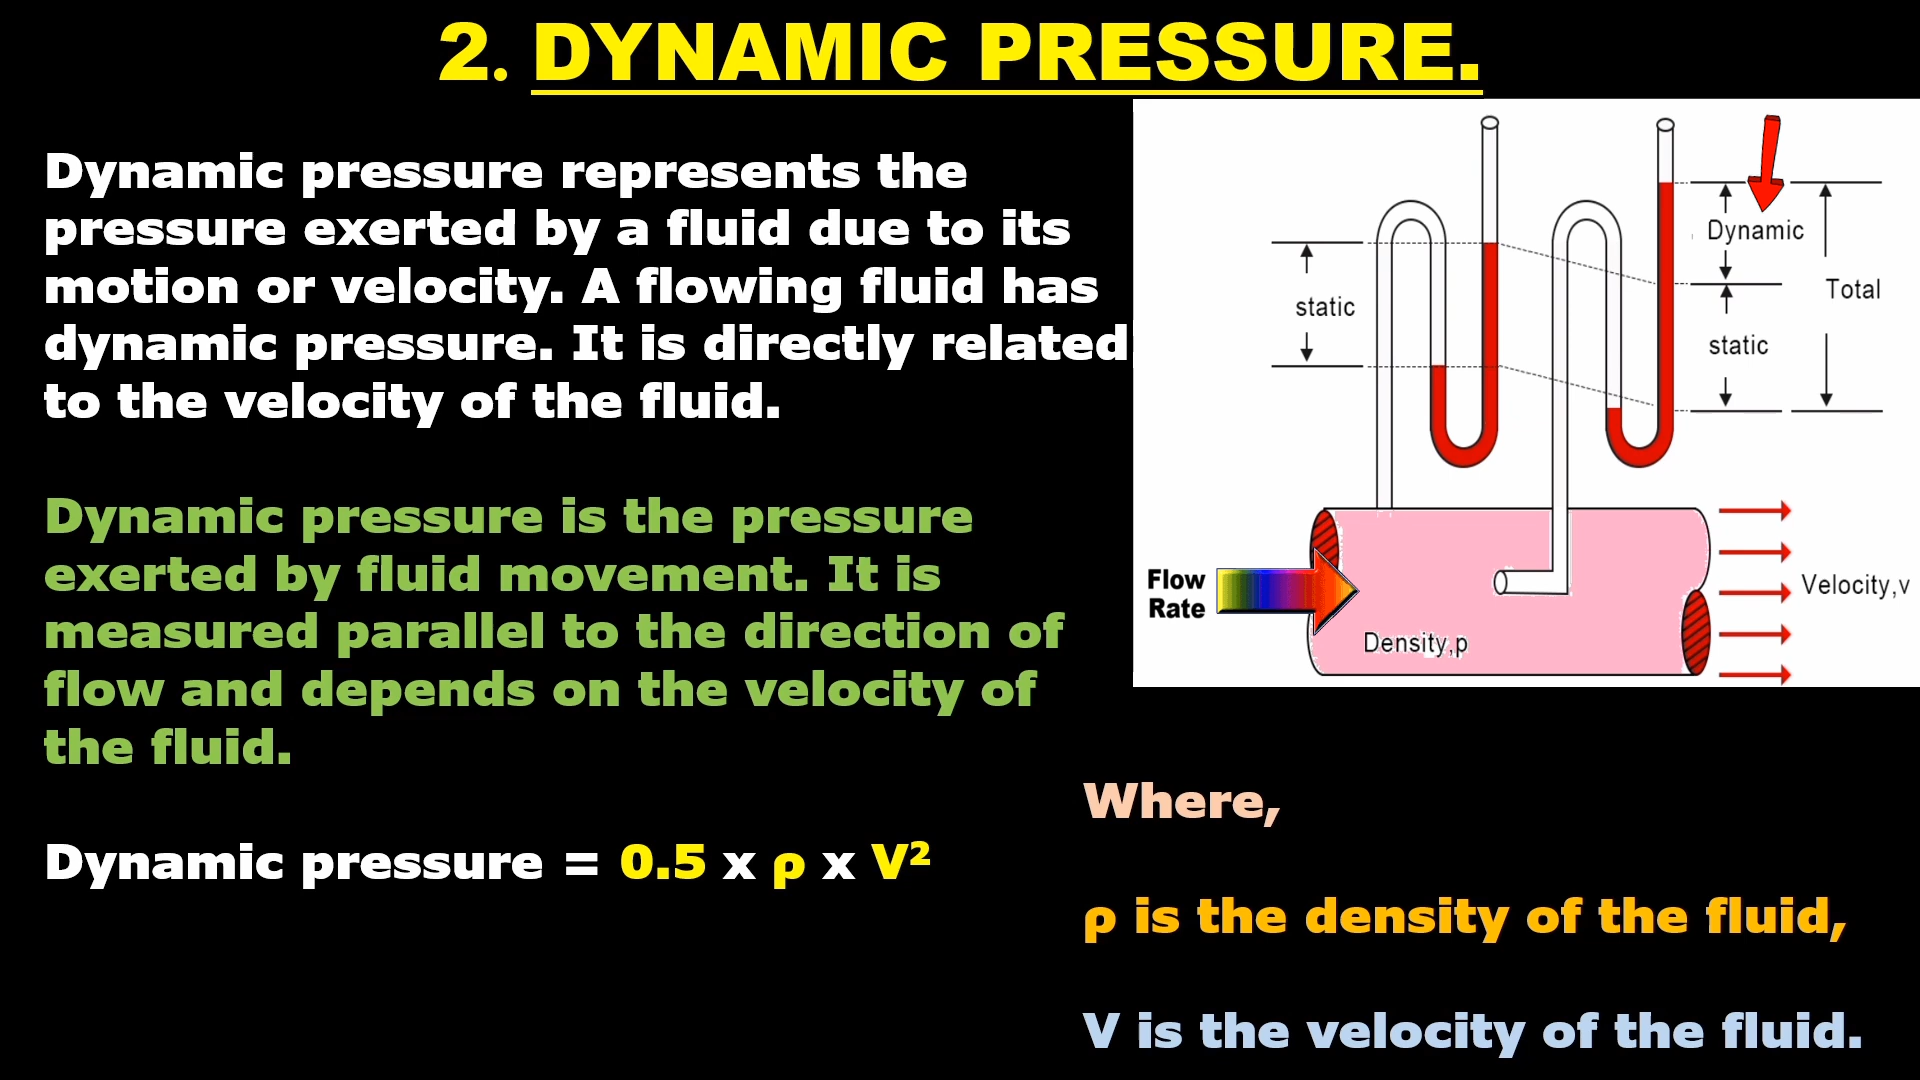 2. DYNAMIC PRESSURE.
Dynamic pressure represents the
pressure exerted by a fluid due to its
motion or velocity. A flowing fluid has
dynamic pressure. It is directly related
to the velocity of the fluid.
Dynamic pressure is the pressure
exerted by fluid movement. It is
measured parallel to the direction of
flow and depends on the velocity of
the fluid.
Dynamic pressure = 0.5 x ρ x V²
static
Dynamic
Total
static
Flow
Rate
Velocity,v
Density,p
Where,
ρ is the density of the fluid,
V is the velocity of the fluid.